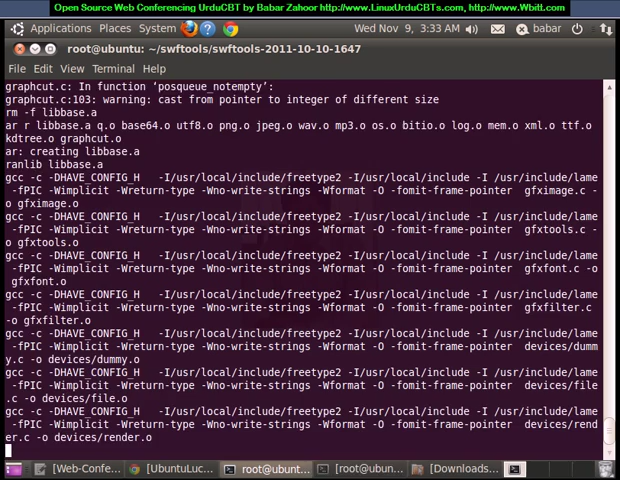 Open Source Web Conferencing UrduCBT by Babar Zahoor http://www.LinuxUrduCBTs.com, http://www.Wbitt.com
Applications Places System Wed Nov 9, 3:33 AM babar
root@ubuntu: ~/swftools/swftools-2011-10-10-1647
File Edit View Terminal Help
graphcut.c: In function 'posqueue_notempty':
graphcut.c:103: warning: cast from pointer to integer of different size
rm -f libbase.a
ar r libbase.a q.o base64.o utf8.o png.o jpeg.o wav.o mp3.o os.o bitio.o log.o mem.o xml.o ttf.o
kdtree.o graphcut.o
ar: creating libbase.a
ranlib libbase.a
gcc -c -DHAVE_CONFIG_H   -I/usr/local/include/freetype2 -I/usr/local/include -I /usr/include/lame
 -fPIC -Wimplicit -Wreturn-type -Wno-write-strings -Wformat -O -fomit-frame-pointer  gfximage.c -
o gfximage.o
gcc -c -DHAVE_CONFIG_H   -I/usr/local/include/freetype2 -I/usr/local/include -I /usr/include/lame
 -fPIC -Wimplicit -Wreturn-type -Wno-write-strings -Wformat -O -fomit-frame-pointer  gfxtools.c -
o gfxtools.o
gcc -c -DHAVE_CONFIG_H   -I/usr/local/include/freetype2 -I/usr/local/include -I /usr/include/lame
 -fPIC -Wimplicit -Wreturn-type -Wno-write-strings -Wformat -O -fomit-frame-pointer  gfxfont.c -o
 gfxfont.o
gcc -c -DHAVE_CONFIG_H   -I/usr/local/include/freetype2 -I/usr/local/include -I /usr/include/lame
 -fPIC -Wimplicit -Wreturn-type -Wno-write-strings -Wformat -O -fomit-frame-pointer  gfxfilter.c
-o gfxfilter.o
gcc -c -DHAVE_CONFIG_H   -I/usr/local/include/freetype2 -I/usr/local/include -I /usr/include/lame
 -fPIC -Wimplicit -Wreturn-type -Wno-write-strings -Wformat -O -fomit-frame-pointer  devices/dumm
y.c -o devices/dummy.o
gcc -c -DHAVE_CONFIG_H   -I/usr/local/include/freetype2 -I/usr/local/include -I /usr/include/lame
 -fPIC -Wimplicit -Wreturn-type -Wno-write-strings -Wformat -O -fomit-frame-pointer  devices/file
.c -o devices/file.o
gcc -c -DHAVE_CONFIG_H   -I/usr/local/include/freetype2 -I/usr/local/include -I /usr/include/lame
 -fPIC -Wimplicit -Wreturn-type -Wno-write-strings -Wformat -O -fomit-frame-pointer  devices/rend
er.c -o devices/render.o
[Web-Confe... [UbuntuLuc... root@ubunt... [root@ubun... [Downloads...